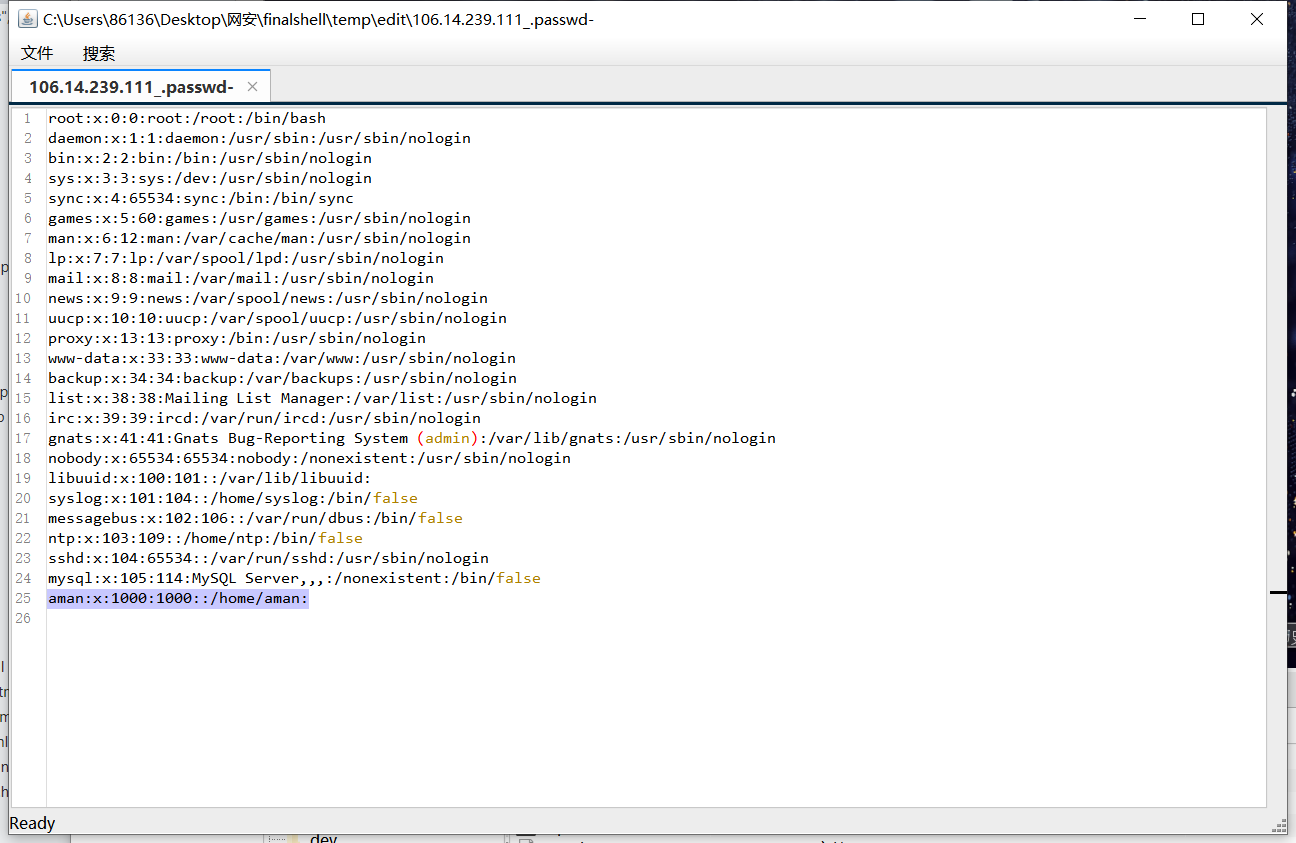 C:\Users\86136\Desktop\网安\finalshell\temp\edit\106.14.239.111_.passwd-
文件 搜索
106.14.239.111_.passwd-
1 root:x:0:0:root:/root:/bin/bash
2 daemon:x:1:1:daemon:/usr/sbin:/usr/sbin/nologin
3 bin:x:2:2:bin:/bin:/usr/sbin/nologin
4 sys:x:3:3:sys:/dev:/usr/sbin/nologin
5 sync:x:4:65534:sync:/bin:/bin/sync
6 games:x:5:60:games:/usr/games:/usr/sbin/nologin
7 man:x:6:12:man:/var/cache/man:/usr/sbin/nologin
8 lp:x:7:7:lp:/var/spool/lpd:/usr/sbin/nologin
9 mail:x:8:8:mail:/var/mail:/usr/sbin/nologin
10 news:x:9:9:news:/var/spool/news:/usr/sbin/nologin
11 uucp:x:10:10:uucp:/var/spool/uucp:/usr/sbin/nologin
12 proxy:x:13:13:proxy:/bin:/usr/sbin/nologin
13 www-data:x:33:33:www-data:/var/www:/usr/sbin/nologin
14 backup:x:34:34:backup:/var/backups:/usr/sbin/nologin
15 list:x:38:38:Mailing List Manager:/var/list:/usr/sbin/nologin
16 irc:x:39:39:ircd:/var/run/ircd:/usr/sbin/nologin
17 gnats:x:41:41:Gnats Bug-Reporting System (admin):/var/lib/gnats:/usr/sbin/nologin
18 nobody:x:65534:65534:nobody:/nonexistent:/usr/sbin/nologin
19 libuuid:x:100:101::/var/lib/libuuid:
20 syslog:x:101:104::/home/syslog:/bin/false
21 messagebus:x:102:106::/var/run/dbus:/bin/false
22 ntp:x:103:109::/home/ntp:/bin/false
23 sshd:x:104:65534::/var/run/sshd:/usr/sbin/nologin
24 mysql:x:105:114:MySQL Server,,,:/nonexistent:/bin/false
25 aman:x:1000:1000::/home/aman:
26
Ready
dev